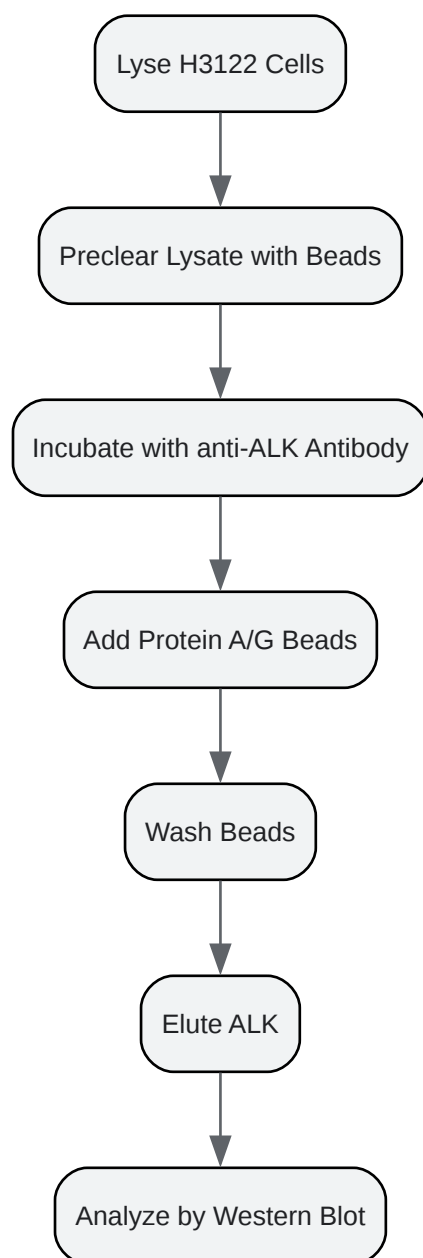 Lyse H3122 Cells
Preclear Lysate with Beads
Incubate with anti-ALK Antibody
Add Protein A/G Beads
Wash Beads
Elute ALK
Analyze by Western Blot